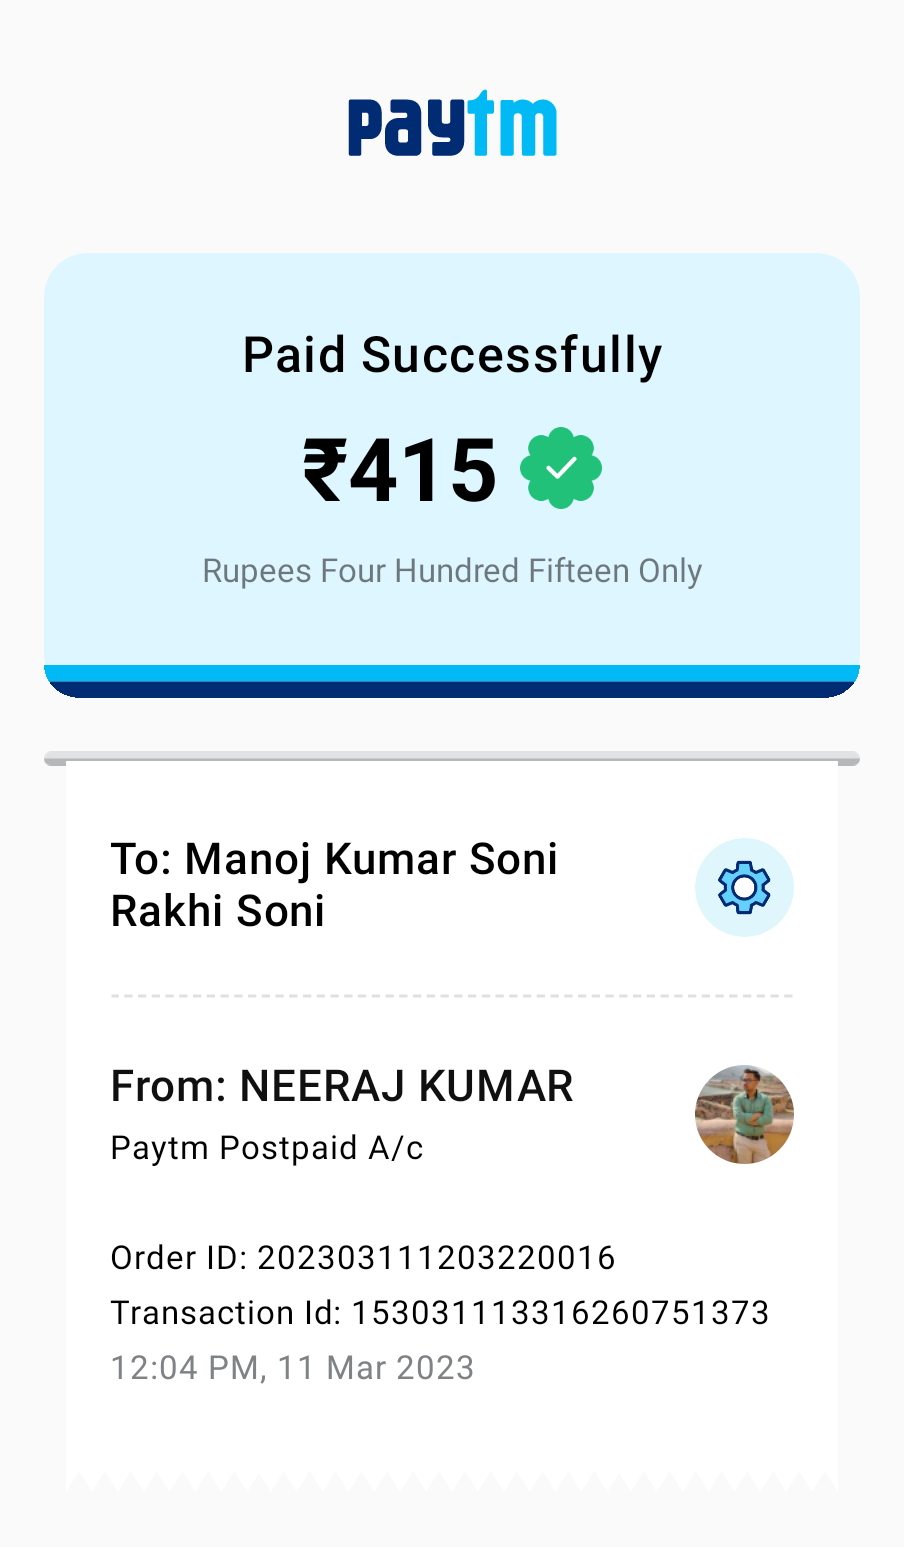 paytm
Paid Successfully
₹415
Rupees Four Hundred Fifteen Only
To: Manoj Kumar Soni
Rakhi Soni
From: NEERAJ KUMAR
Paytm Postpaid A/c
Order ID: 202303111203220016
Transaction Id: 153031113316260751373
12:04 PM, 11 Mar 2023